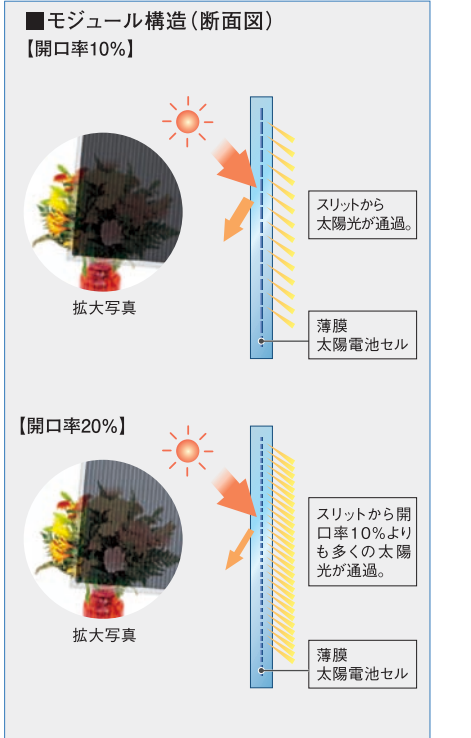 ■モジュール構造（断面図）
【開口率10%】
スリットから
太陽光が通過。
拡大写真
薄膜
太陽電池セル
【開口率20%】
スリットから開
口率10%より
も多くの太陽
光が通過。
拡大写真
薄膜
太陽電池セル